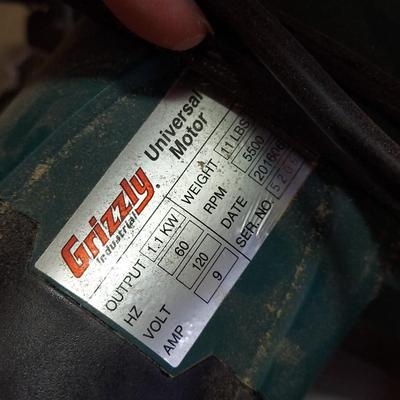 Grizzly
Industrial
Universal
Motor
OUTPUT 1.1 KW WEIGHT 11 LBS
HZ 60 RPM 5500
VOLT 120 DATE
AMP 9 SER. NO.